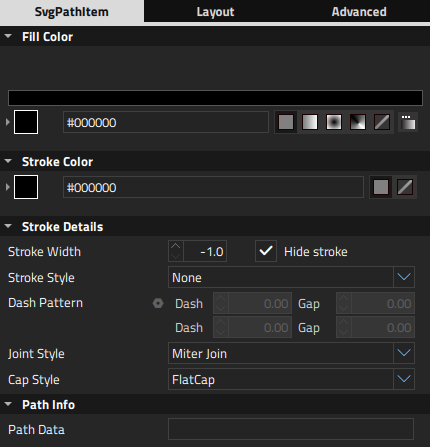 SvgPathItem Layout Advanced
Fill Color
#000000
Stroke Color
#000000
Stroke Details
Stroke Width -1.0 Hide stroke
Stroke Style None
Dash Pattern Dash 0.00 Gap 0.00
Dash 0.00 Gap 0.00
Joint Style Miter Join
Cap Style FlatCap
Path Info
Path Data